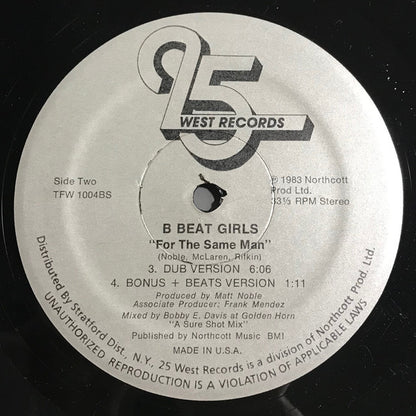 25
WEST RECORDS
Side Two
TFW 1004BS
℗ 1983 Northcott
Prod Ltd.
33⅓ RPM Stereo
B BEAT GIRLS
"For The Same Man"
(Noble, McLaren, Rifkin)
3. DUB VERSION 6:06
4. BONUS + BEATS VERSION 1:11
Produced by Matt Noble
Associate Producer: Frank Mendez
Mixed by Bobby E. Davis at Golden Horn
"A Sure Shot Mix"
Published by Northcott Music BMI
MADE IN U.S.A.
Distributed By Stratford Dist., N.Y., 25 West Records is a division of Northcott Prod. Ltd.
UNAUTHORIZED REPRODUCTION IS A VIOLATION OF APPLICABLE LAWS